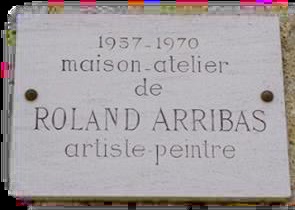 1957-1970
maison-atelier
de
ROLAND ARRIBAS
artiste-peintre